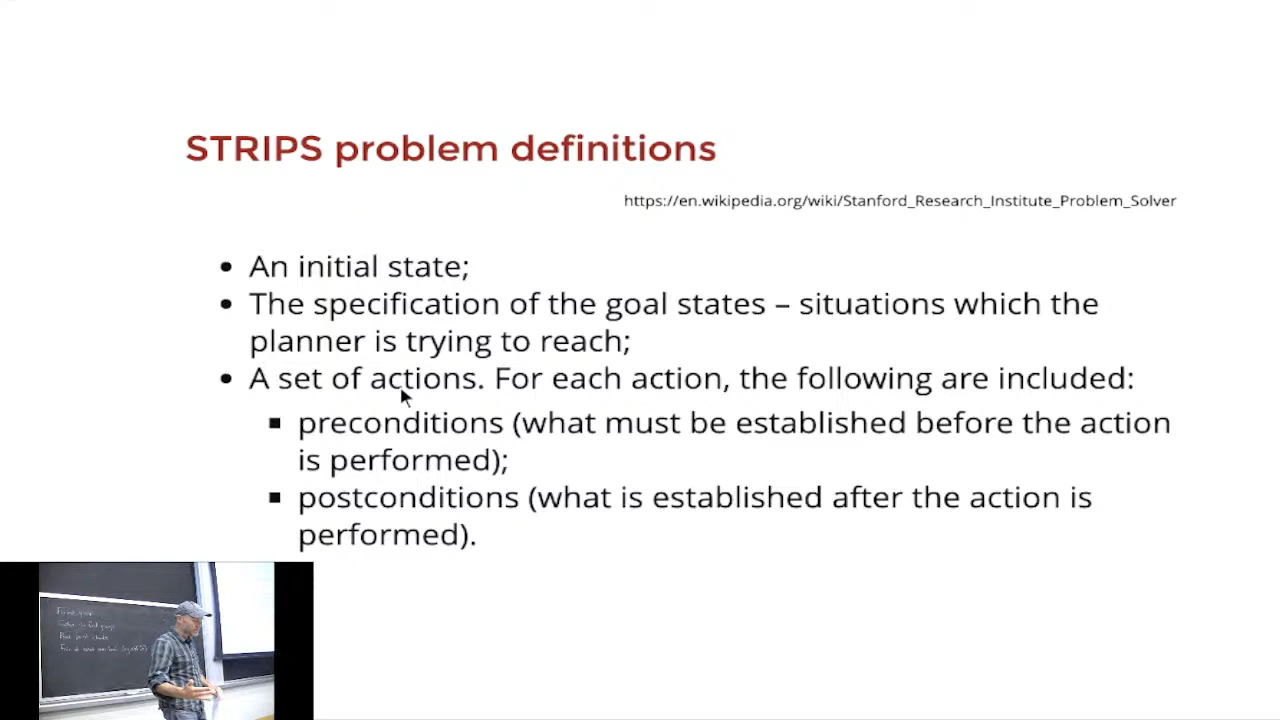 STRIPS problem definitions
https://en.wikipedia.org/wiki/Stanford_Research_Institute_Problem_Solver
• An initial state;
• The specification of the goal states – situations which the
planner is trying to reach;
• A set of actions. For each action, the following are included:
▪ preconditions (what must be established before the action
is performed);
▪ postconditions (what is established after the action is
performed).